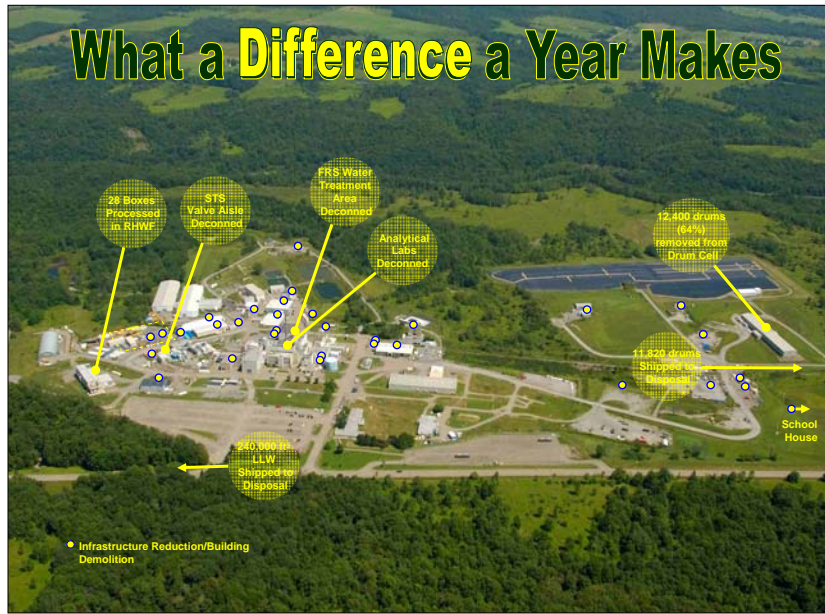 What a Difference a Year Makes
28 Boxes
Processed
in RHWF
STS
Valve Aisle
Deconned
FRS Water
Treatment
Area
Deconned
Analytical
Labs
Deconned
12,400 drums
(64%)
removed from
Drum Cell
11,820 drums
Shipped to
Disposal
School
House
240,000
LLW
Shipped to
Disposal
Infrastructure Reduction/Building
Demolition